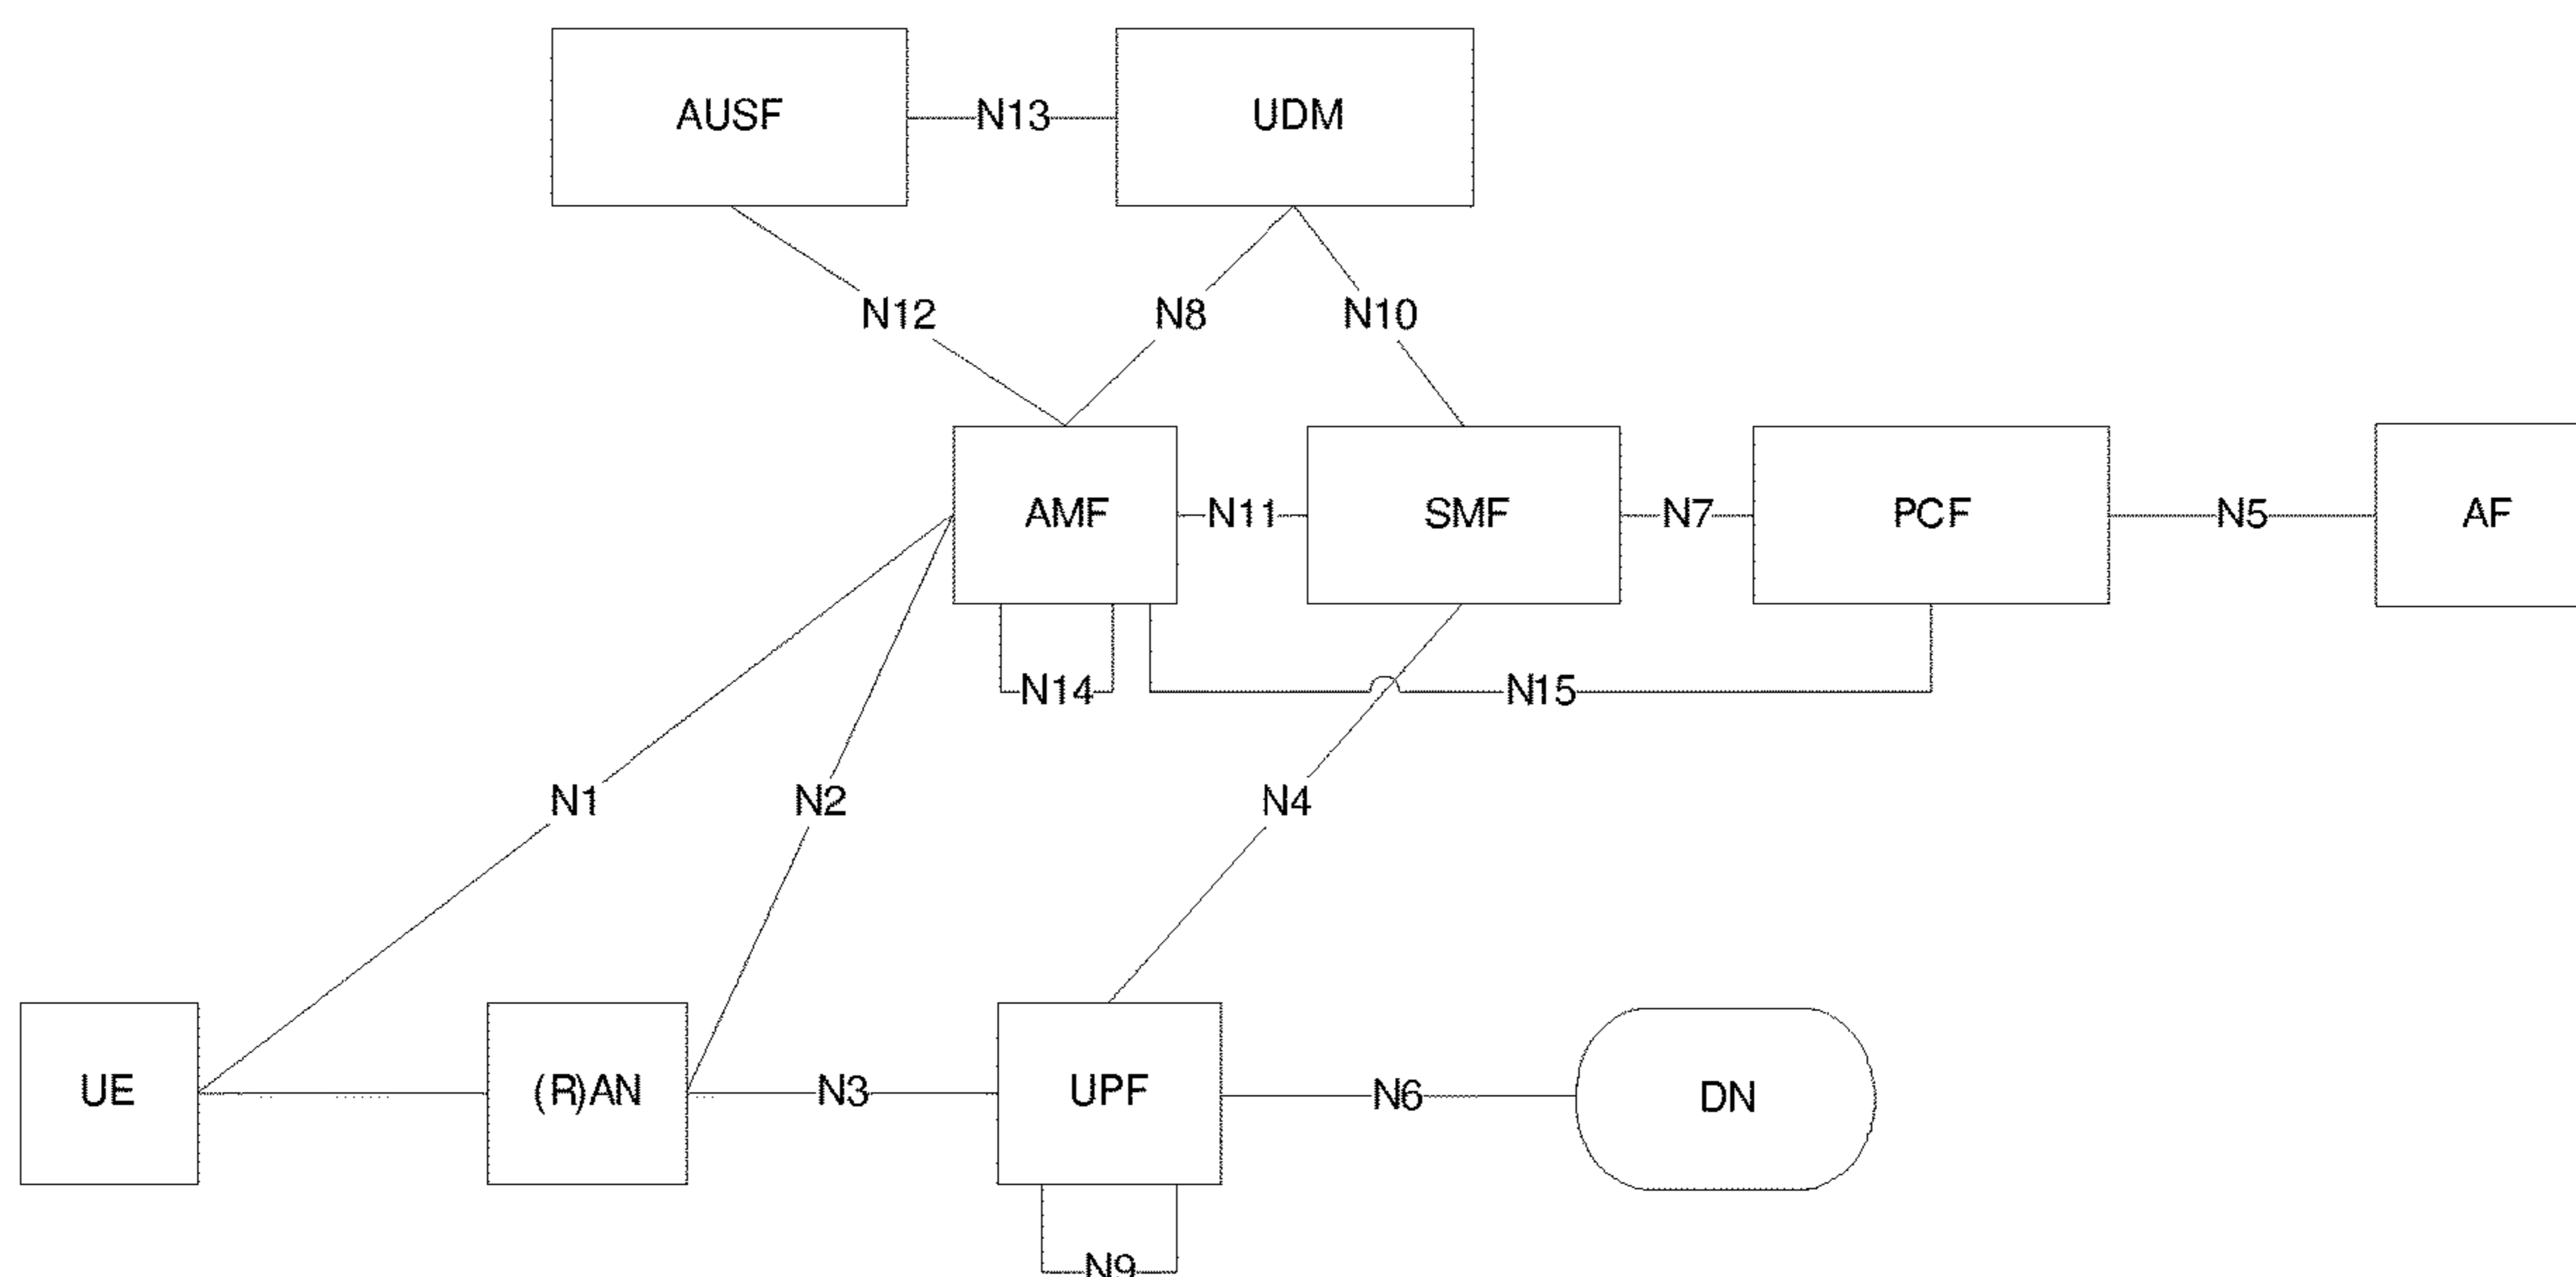 AUSF N13 UDM
N12 N8 N10
AMF N11 SMF N7 PCF N5 AF
N14 N15
N1 N2 N4
UE (R)AN N3 UPF N6 DN
N9